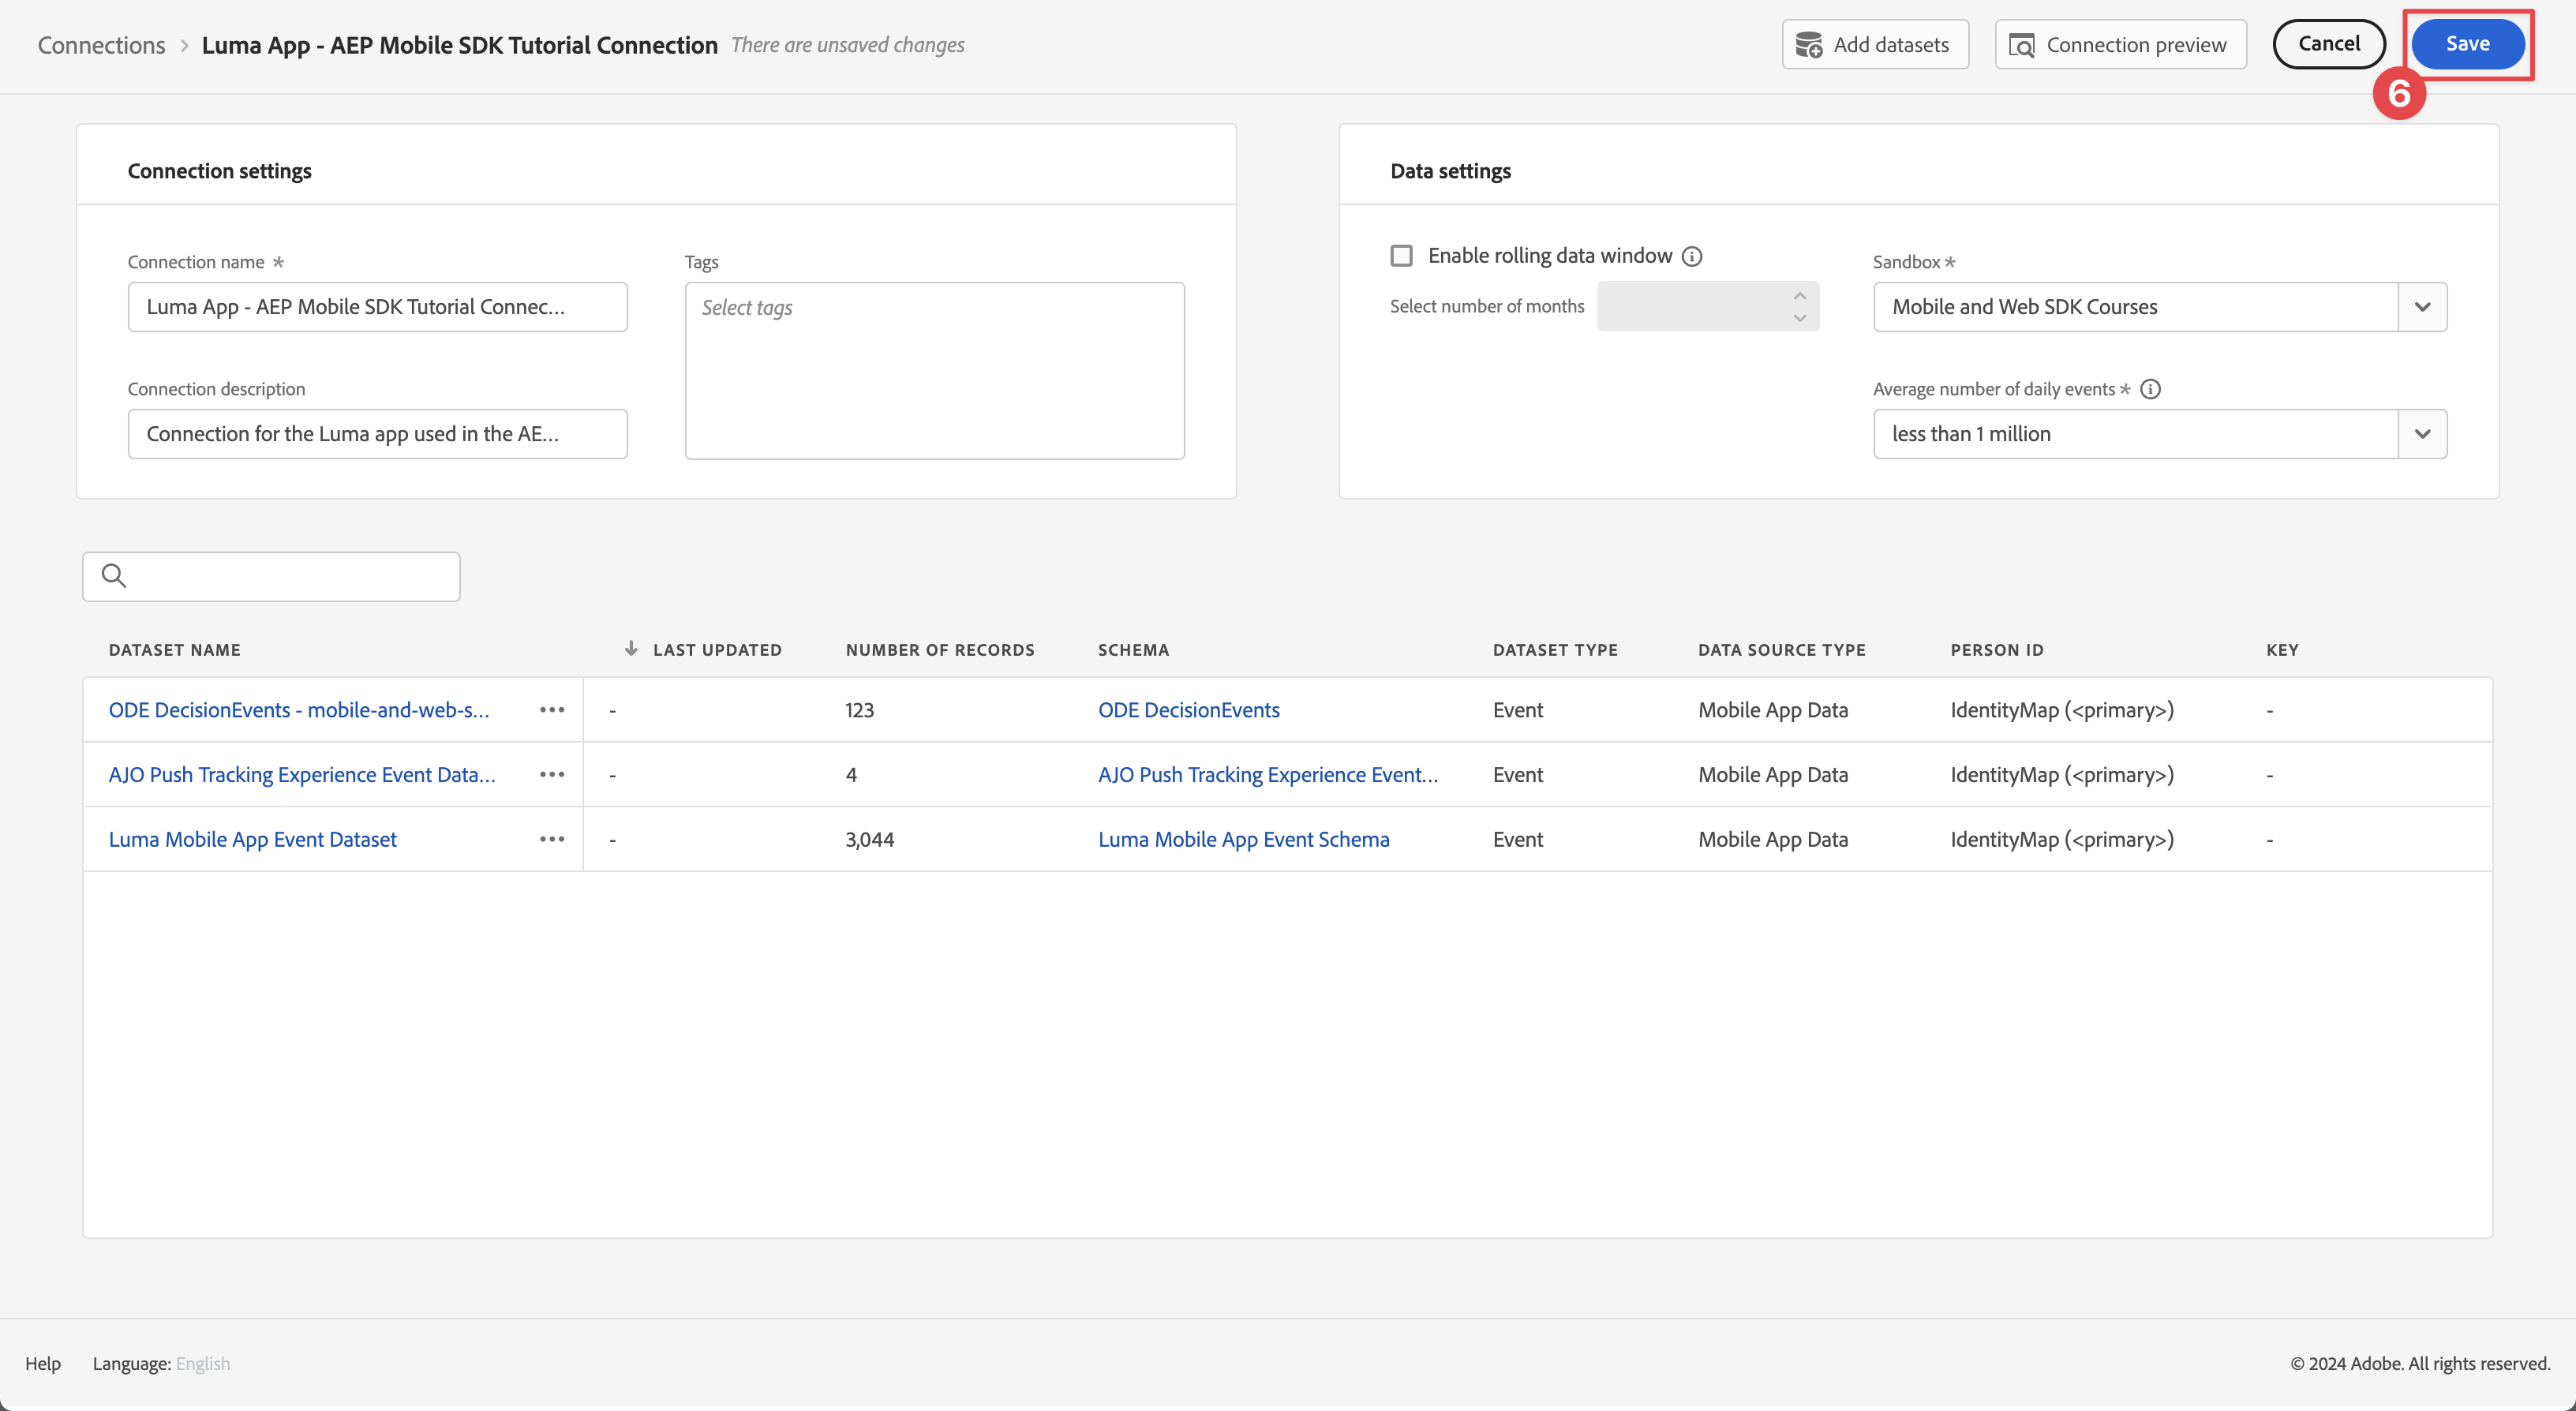 Connections > Luma App - AEP Mobile SDK Tutorial Connection There are unsaved changes Add datasets Connection preview Cancel Save
6
Connection settings
Connection name *
Luma App - AEP Mobile SDK Tutorial Connec...
Tags
Select tags
Connection description
Connection for the Luma app used in the AE...
Data settings
Enable rolling data window
Select number of months
Sandbox *
Mobile and Web SDK Courses
Average number of daily events *
less than 1 million
DATASET NAME LAST UPDATED NUMBER OF RECORDS SCHEMA DATASET TYPE DATA SOURCE TYPE PERSON ID KEY
ODE DecisionEvents - mobile-and-web-s... - 123 ODE DecisionEvents Event Mobile App Data IdentityMap (<primary>) -
AJO Push Tracking Experience Event Data... - 4 AJO Push Tracking Experience Event... Event Mobile App Data IdentityMap (<primary>) -
Luma Mobile App Event Dataset - 3,044 Luma Mobile App Event Schema Event Mobile App Data IdentityMap (<primary>) -
Help Language: English © 2024 Adobe. All rights reserved.